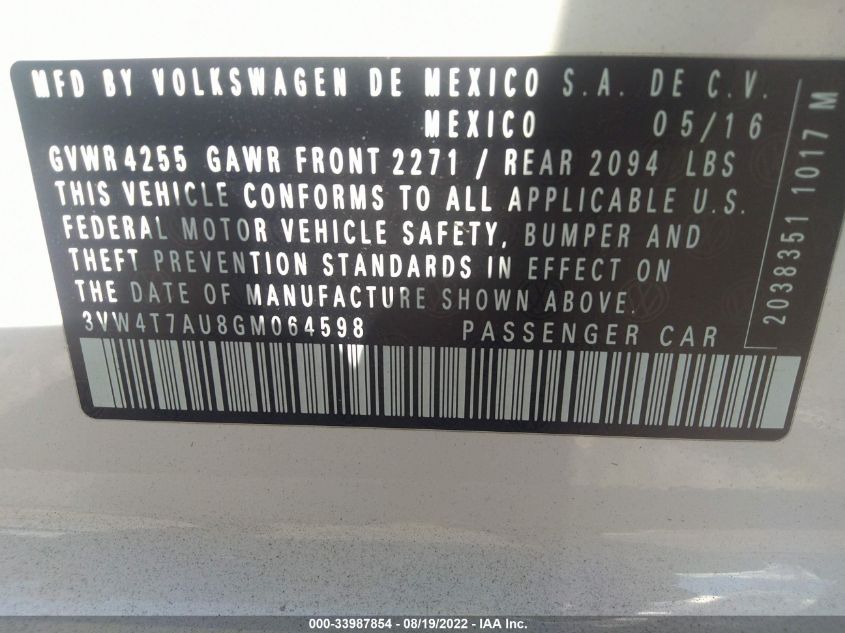 MFD BY VOLKSWAGEN DE MEXICO S.A. DE C.V.
MEXICO 05/16
GVWR 4255 GAWR FRONT 2271 / REAR 2094 LBS
THIS VEHICLE CONFORMS TO ALL APPLICABLE U.S.
FEDERAL MOTOR VEHICLE SAFETY, BUMPER AND
THEFT PREVENTION STANDARDS IN EFFECT ON
THE DATE OF MANUFACTURE SHOWN ABOVE.
3VW4T7AU8GM064598 PASSENGER CAR
2038351 1017 M
000-33987854 - 08/19/2022 - IAA Inc.